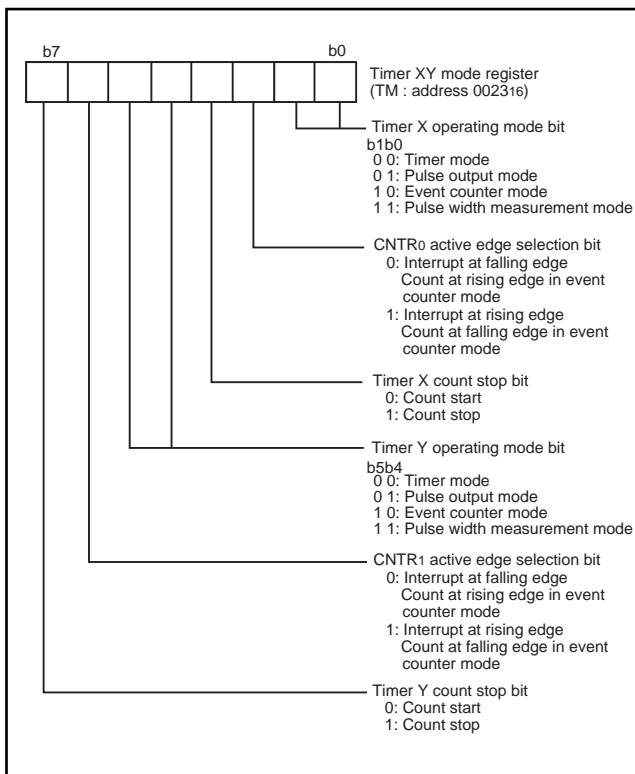 b7 b0
Timer XY mode register
(TM : address 002316)
Timer X operating mode bit
b1b0
0 0: Timer mode
0 1: Pulse output mode
1 0: Event counter mode
1 1: Pulse width measurement mode
CNTR0 active edge selection bit
0: Interrupt at falling edge
Count at rising edge in event
counter mode
1: Interrupt at rising edge
Count at falling edge in event
counter mode
Timer X count stop bit
0: Count start
1: Count stop
Timer Y operating mode bit
b5b4
0 0: Timer mode
0 1: Pulse output mode
1 0: Event counter mode
1 1: Pulse width measurement mode
CNTR1 active edge selection bit
0: Interrupt at falling edge
Count at rising edge in event
counter mode
1: Interrupt at rising edge
Count at falling edge in event
counter mode
Timer Y count stop bit
0: Count start
1: Count stop